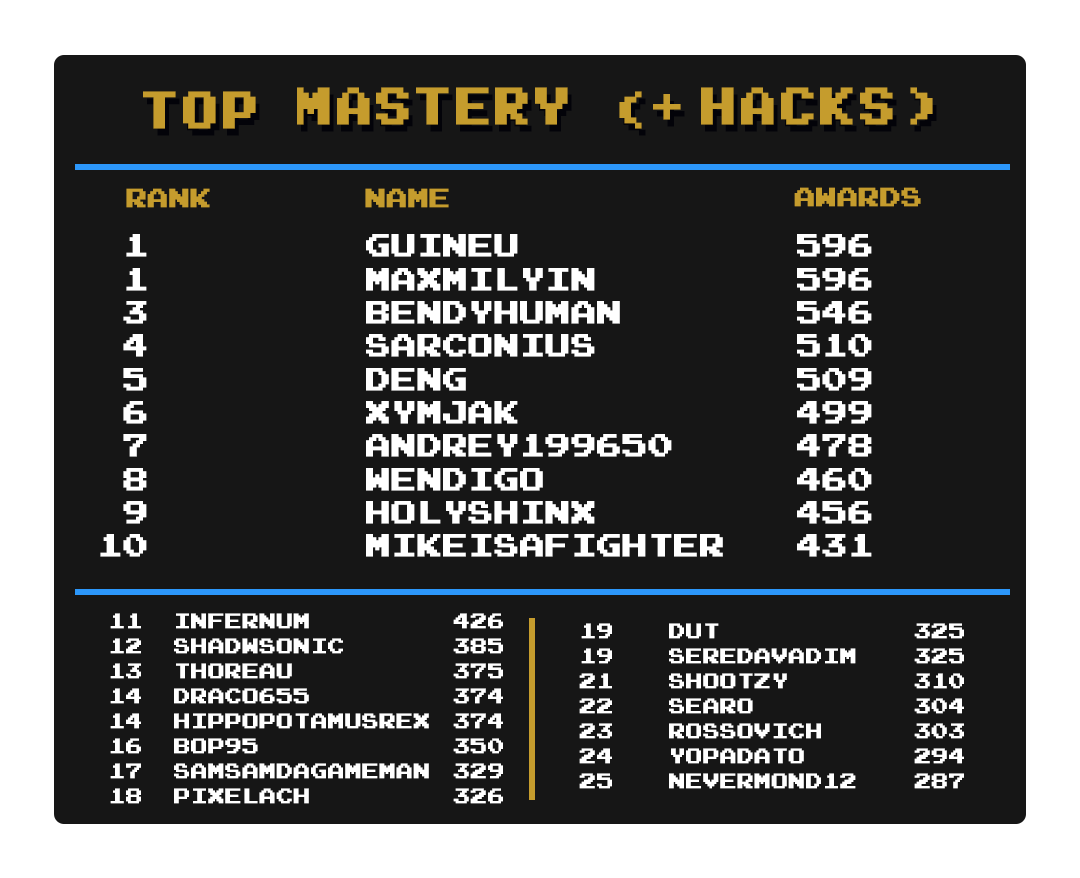 TOP MASTERY (+ HACKS)
RANK NAME AWARDS
1 GUINEU 596
1 MAXMILYIN 596
3 BENDYHUMAN 546
4 SARCONIUS 510
5 DENG 509
6 XYMJAK 499
7 ANDREY199650 478
8 WENDIGO 460
9 HOLYSHINX 456
10 MIKEISAFIGHTER 431
11 INFERNUM 426
12 SHADWSONIC 385
13 THOREAU 375
14 DRACO655 374
14 HIPPOPOTAMUSREX 374
16 BOP95 350
17 SAMSAMDAGAMEMAN 329
18 PIXELACH 326
19 DUT 325
19 SEREDAVADIM 325
21 SHOOTZY 310
22 SEARO 304
23 ROSSOVICH 303
24 YOPADATO 294
25 NEVERMOND12 287